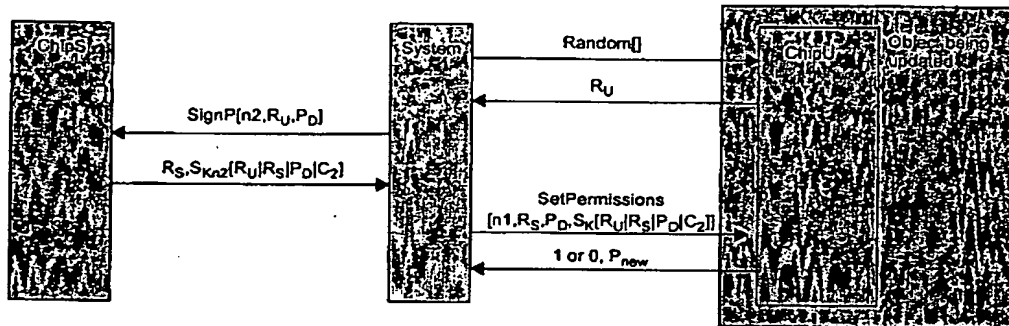 ChipS
System
Random[]
ChipU
Object being
updated
R_U
SignP[n2,R_U,P_D]
R_S,S_Kn2[R_U|R_S|P_D|C_2]
SetPermissions
[n1,R_S,P_D,S_K[R_U|R_S|P_D|C_2]]
1 or 0, P_new